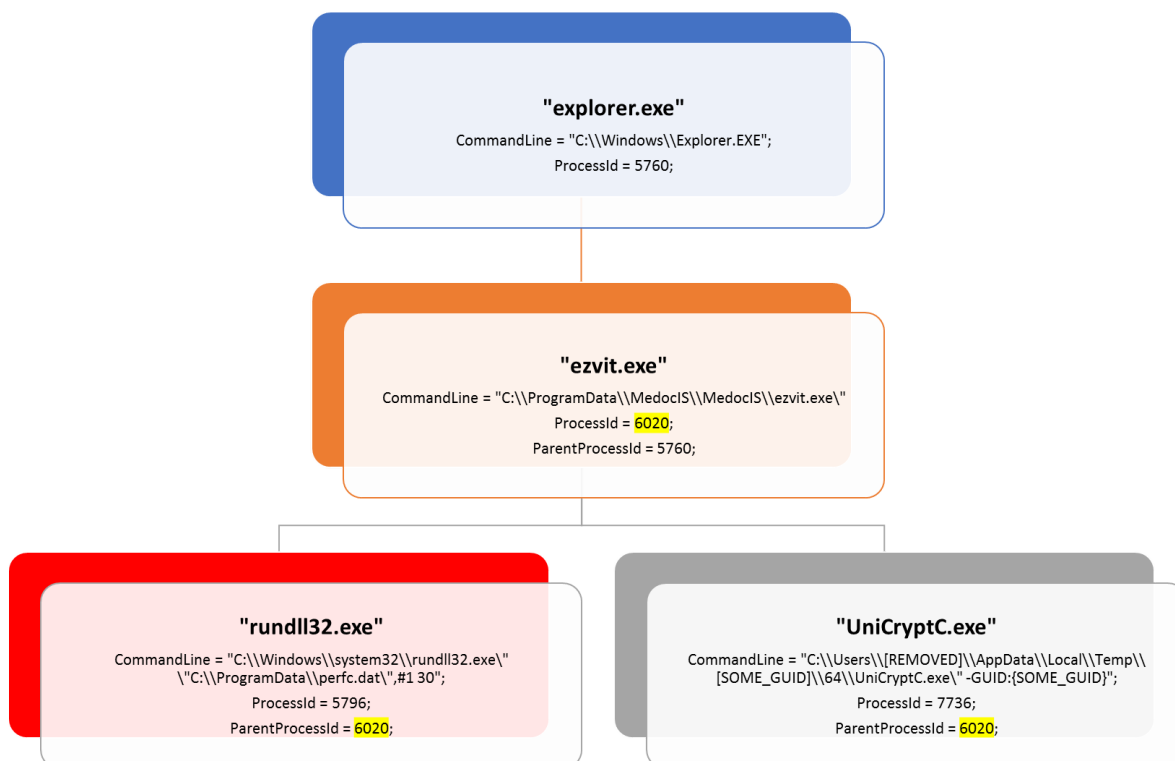 "explorer.exe"
CommandLine = "C:\\Windows\\Explorer.EXE";
ProcessId = 5760;
"ezvit.exe"
CommandLine = "C:\\ProgramData\\MedocIS\\MedocIS\\ezvit.exe\"
ProcessId = 6020;
ParentProcessId = 5760;
"rundll32.exe"
CommandLine = "C:\\Windows\\system32\\rundll32.exe\"
\"C:\\ProgramData\\perfc.dat\",#1 30";
ProcessId = 5796;
ParentProcessId = 6020;
"UniCryptC.exe"
CommandLine = "C:\\Users\\[REMOVED]\\AppData\\Local\\Temp\\
[SOME_GUID]\\64\\UniCryptC.exe\" -GUID:{SOME_GUID}";
ProcessId = 7736;
ParentProcessId = 6020;